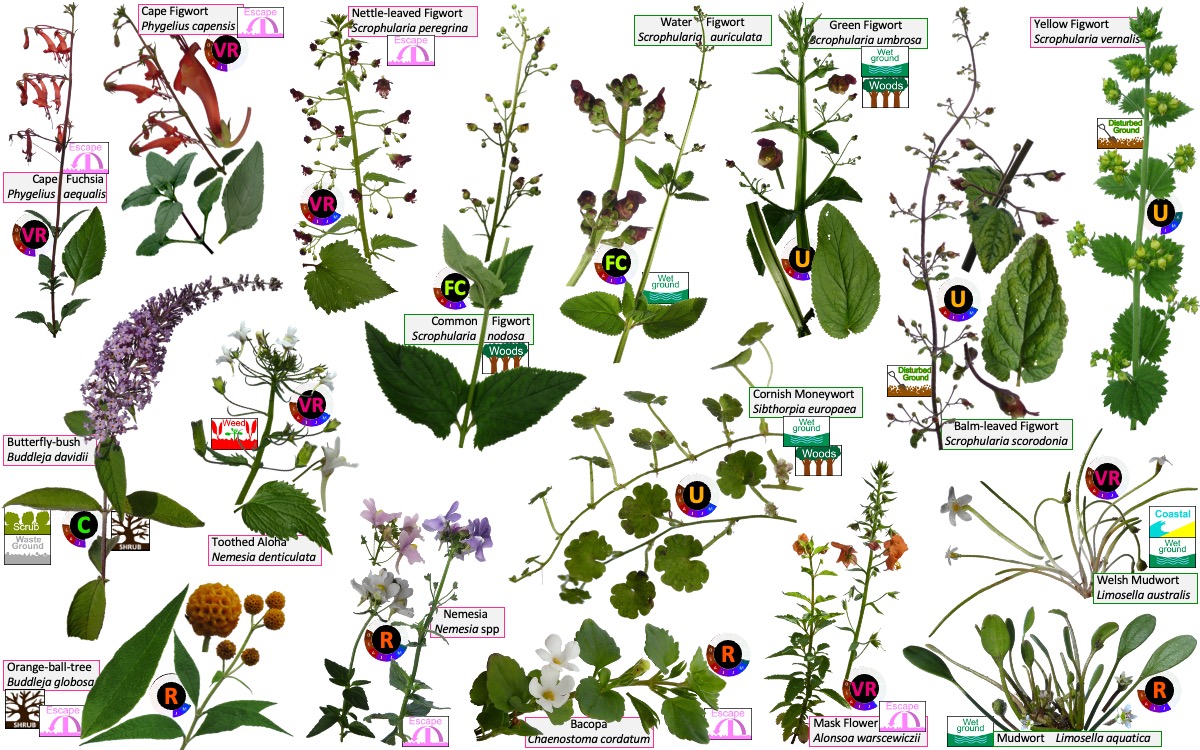 Cape Figwort
Phygelius capensis
Escape
VR
Nettle-leaved Figwort
Scrophularia peregrina
Escape
VR
Water Figwort
Scrophularia auriculata
FC
Wet
ground
Green Figwort
Scrophularia umbrosa
Wet
ground
Woods
U
Yellow Figwort
Scrophularia vernalis
Disturbed
Ground
U
Escape
Cape Fuchsia
Phygelius aequalis
VR
FC
Common Figwort
Scrophularia nodosa
Woods
U
Disturbed
Ground
Balm-leaved Figwort
Scrophularia scorodonia
Butterfly-bush
Buddleja davidii
Scrub
Waste
Ground
C
SHRUB
VR
Weed
Toothed Aloha
Nemesia denticulata
Cornish Moneywort
Sibthorpia europaea
Wet
ground
Woods
U
VR
Coastal
Wet
ground
Welsh Mudwort
Limosella australis
Orange-ball-tree
Buddleja globosa
SHRUB
Escape
R
Nemesia
Nemesia spp
R
Escape
R
Bacopa
Chaenostoma cordatum
Escape
VR
Escape
Mask Flower
Alonsoa warscewiczii
R
Wet
ground
Mudwort Limosella aquatica